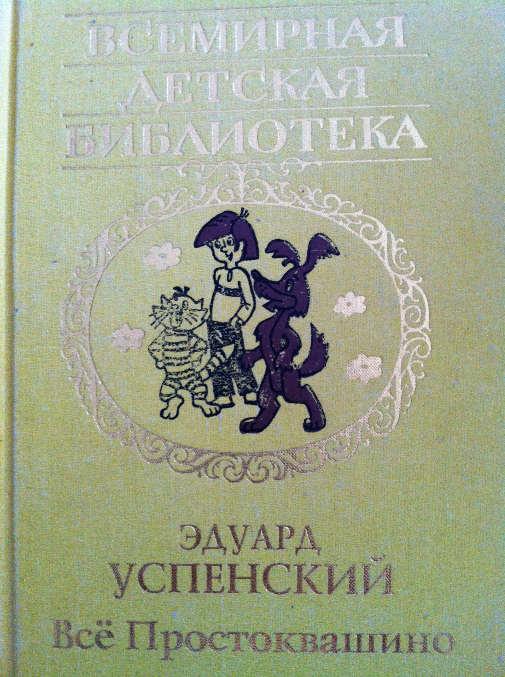 ВСЕМИРНАЯ
ДЕТСКАЯ
БИБЛИОТЕКА
ЭДУАРД
УСПЕНСКИЙ
Всё Простоквашино